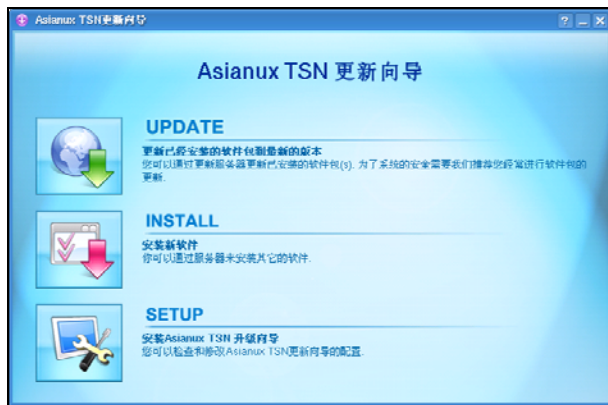 Asianux TSN更新向导
Asianux TSN 更新向导
UPDATE
更新已经安装的软件包到最新的版本
您可以通过更新服务器更新已安装的软件包(s). 为了系统的安全需要我们推荐您经常进行软件包的
更新.
INSTALL
安装新软件
你可以通过服务器来安装其它的软件.
SETUP
安装Asianux TSN 升级向导
您可以检查和修改Asianux TSN更新向导的配置.